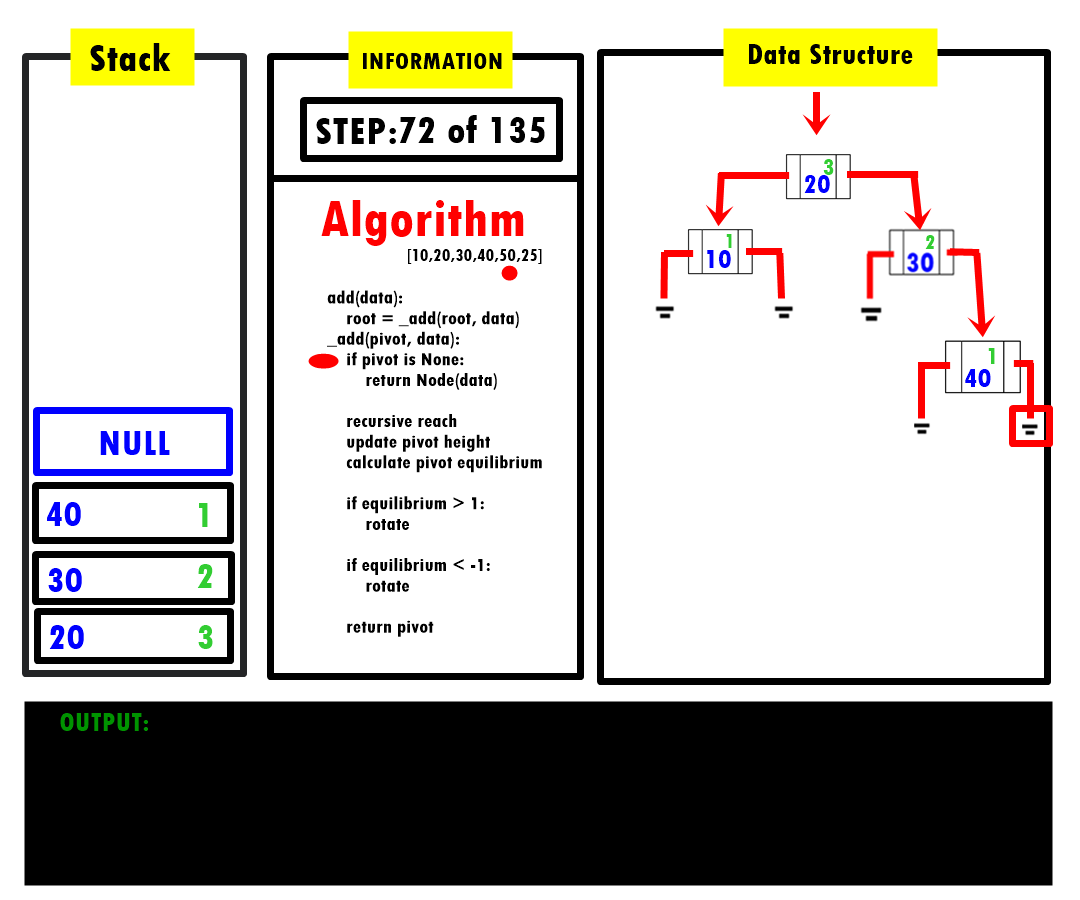 Stack
NULL
40 1
30 2
20 3
INFORMATION
STEP:72 of 135
Algorithm
[10,20,30,40,50,25]
add(data):
root = _add(root, data)
_add(pivot, data):
if pivot is None:
return Node(data)
recursive reach
update pivot height
calculate pivot equilibrium
if equilibrium > 1:
rotate
if equilibrium < -1:
rotate
return pivot
Data Structure
3
20
1
10
2
30
1
40
OUTPUT: